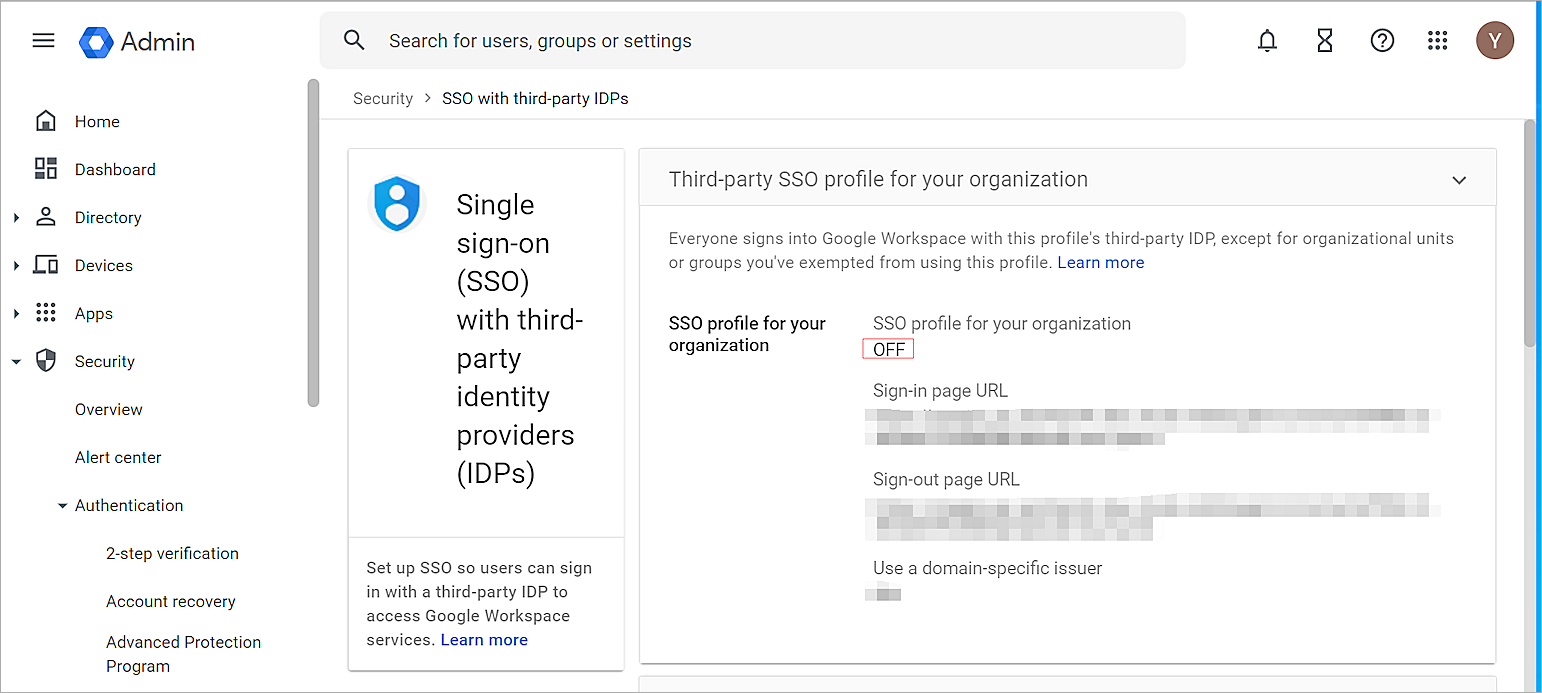 Admin
Search for users, groups or settings
Y
Home
Dashboard
Directory
Devices
Apps
Security
Overview
Alert center
Authentication
2-step verification
Account recovery
Advanced Protection
Program
Security > SSO with third-party IDPs
Single
sign-on
(SSO)
with third-
party
identity
providers
(IDPs)
Set up SSO so users can sign
in with a third-party IDP to
access Google Workspace
services. Learn more
Third-party SSO profile for your organization
Everyone signs into Google Workspace with this profile's third-party IDP, except for organizational units
or groups you've exempted from using this profile. Learn more
SSO profile for your
organization
SSO profile for your organization
OFF
Sign-in page URL
Sign-out page URL
Use a domain-specific issuer